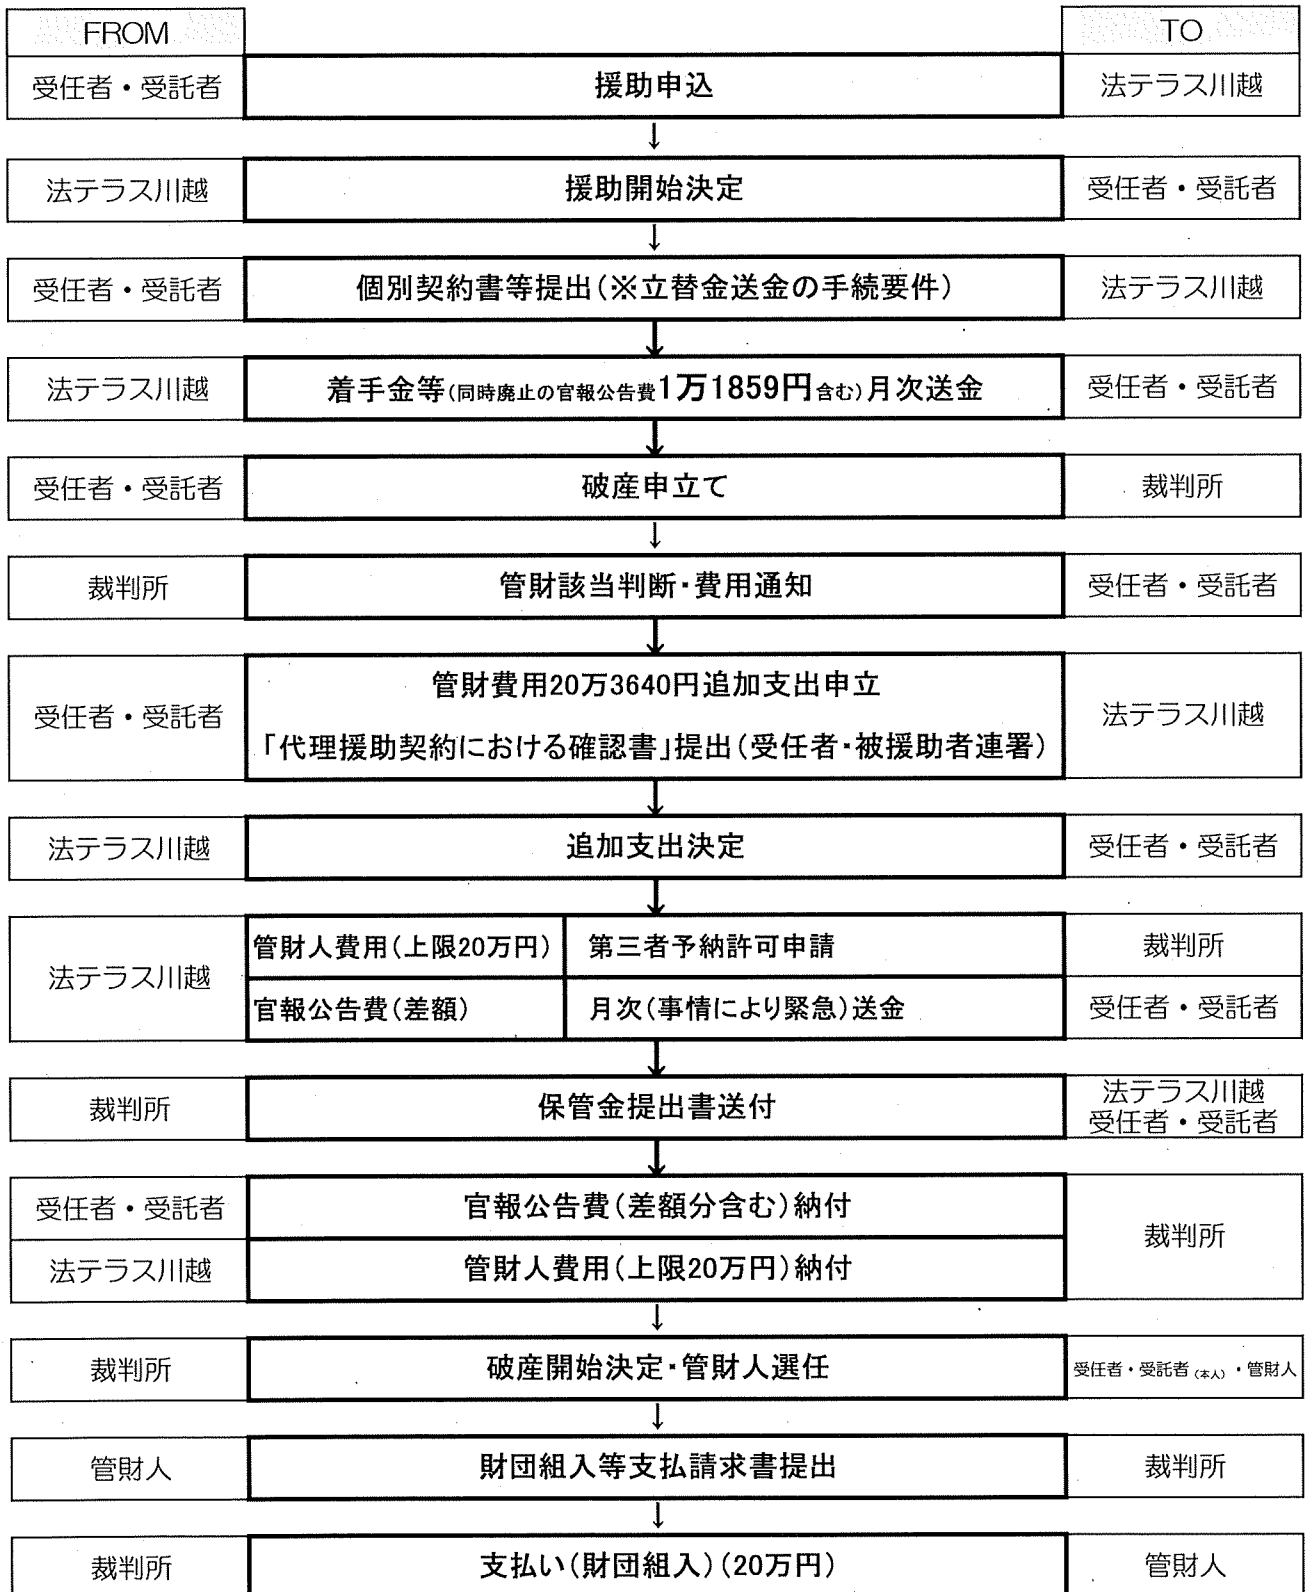 FROM TO
受任者・受託者 援助申込 法テラス川越
↓
法テラス川越 援助開始決定 受任者・受託者
↓
受任者・受託者 個別契約書等提出(※立替金送金の手続要件) 法テラス川越
↓
法テラス川越 着手金等(同時廃止の官報公告費1万1859円含む)月次送金 受任者・受託者
↓
受任者・受託者 破産申立て 裁判所
↓
裁判所 管財該当判断・費用通知 受任者・受託者
↓
管財費用20万3640円追加支出申立
受任者・受託者 法テラス川越
「代理援助契約における確認書」提出(受任者・被援助者連署)
↓
法テラス川越 追加支出決定 受任者・受託者
↓
管財人費用(上限20万円) 第三者予納許可申請 裁判所
法テラス川越
官報公告費(差額) 月次(事情により緊急)送金 受任者・受託者
↓
裁判所 保管金提出書送付 法テラス川越
受任者・受託者
↓
受任者・受託者 官報公告費(差額分含む)納付
裁判所
法テラス川越 管財人費用(上限20万円)納付
↓
裁判所 破産開始決定・管財人選任 受任者・受託者(本人)・管財人
↓
管財人 財団組入等支払請求書提出 裁判所
↓
裁判所 支払い(財団組入)(20万円) 管財人